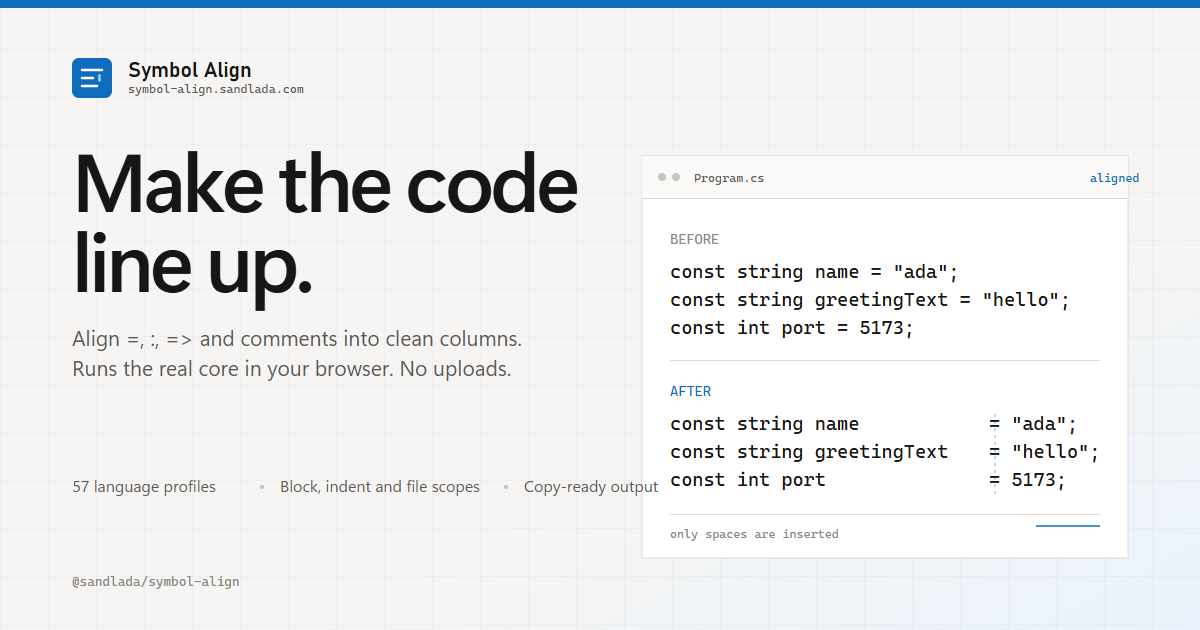 Symbol Align
symbol-align.sandlada.com
Make the code
line up.
Align =, :, => and comments into clean columns.
Runs the real core in your browser. No uploads.
57 language profiles • Block, indent and file scopes • Copy-ready output
@sandlada/symbol-align
Program.cs aligned
BEFORE
const string name = "ada";
const string greetingText = "hello";
const int port = 5173;
AFTER
const string name            = "ada";
const string greetingText    = "hello";
const int port               = 5173;
only spaces are inserted